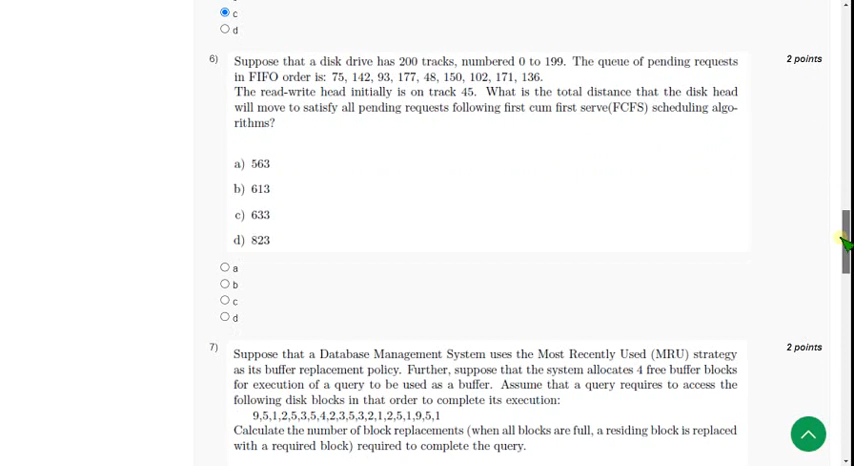 c
d
6) Suppose that a disk drive has 200 tracks, numbered 0 to 199. The queue of pending requests 2 points
in FIFO order is: 75, 142, 93, 177, 48, 150, 102, 171, 136.
The read-write head initially is on track 45. What is the total distance that the disk head
will move to satisfy all pending requests following first cum first serve(FCFS) scheduling algo-
rithms?
a) 563
b) 613
c) 633
d) 823
a
b
c
d
7) Suppose that a Database Management System uses the Most Recently Used (MRU) strategy 2 points
as its buffer replacement policy. Further, suppose that the system allocates 4 free buffer blocks
for execution of a query to be used as a buffer. Assume that a query requires to access the
following disk blocks in that order to complete its execution:
9,5,1,2,5,3,5,4,2,3,5,3,2,1,2,5,1,9,5,1
Calculate the number of block replacements (when all blocks are full, a residing block is replaced
with a required block) required to complete the query.